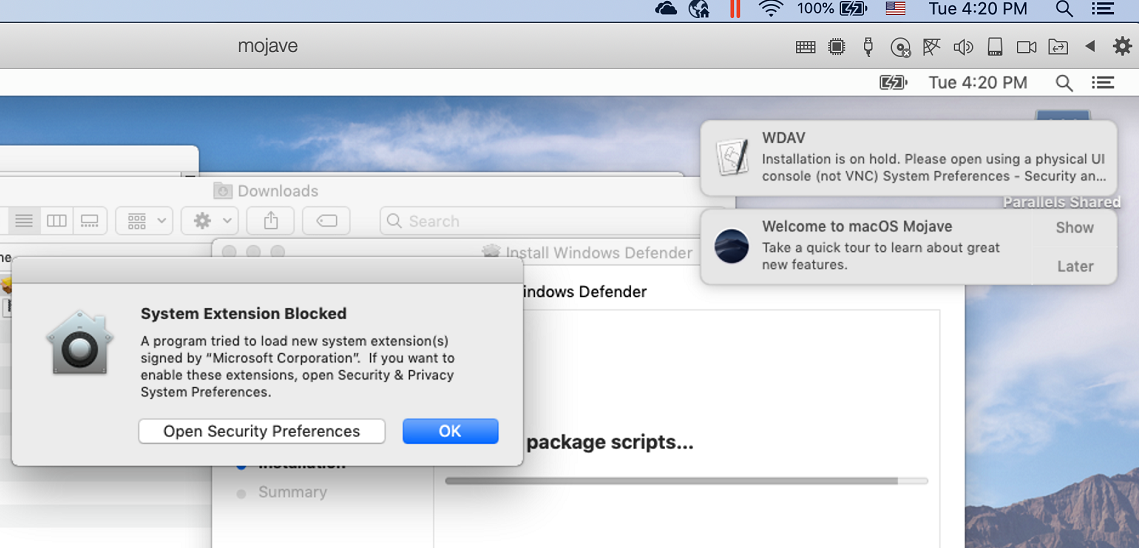 100%
Tue 4:20 PM
mojave
Tue 4:20 PM
WDAV
Installation is on hold. Please open using a physical UI
console (not VNC) System Preferences - Security an...
Parallels Shared
Welcome to macOS Mojave
Show
Take a quick tour to learn about great
new features.
Later
Downloads
Search
Install Windows Defender
indows Defender
System Extension Blocked
A program tried to load new system extension(s)
signed by “Microsoft Corporation”. If you want to
enable these extensions, open Security & Privacy
System Preferences.
Open Security Preferences
OK
package scripts...
Installation
Summary